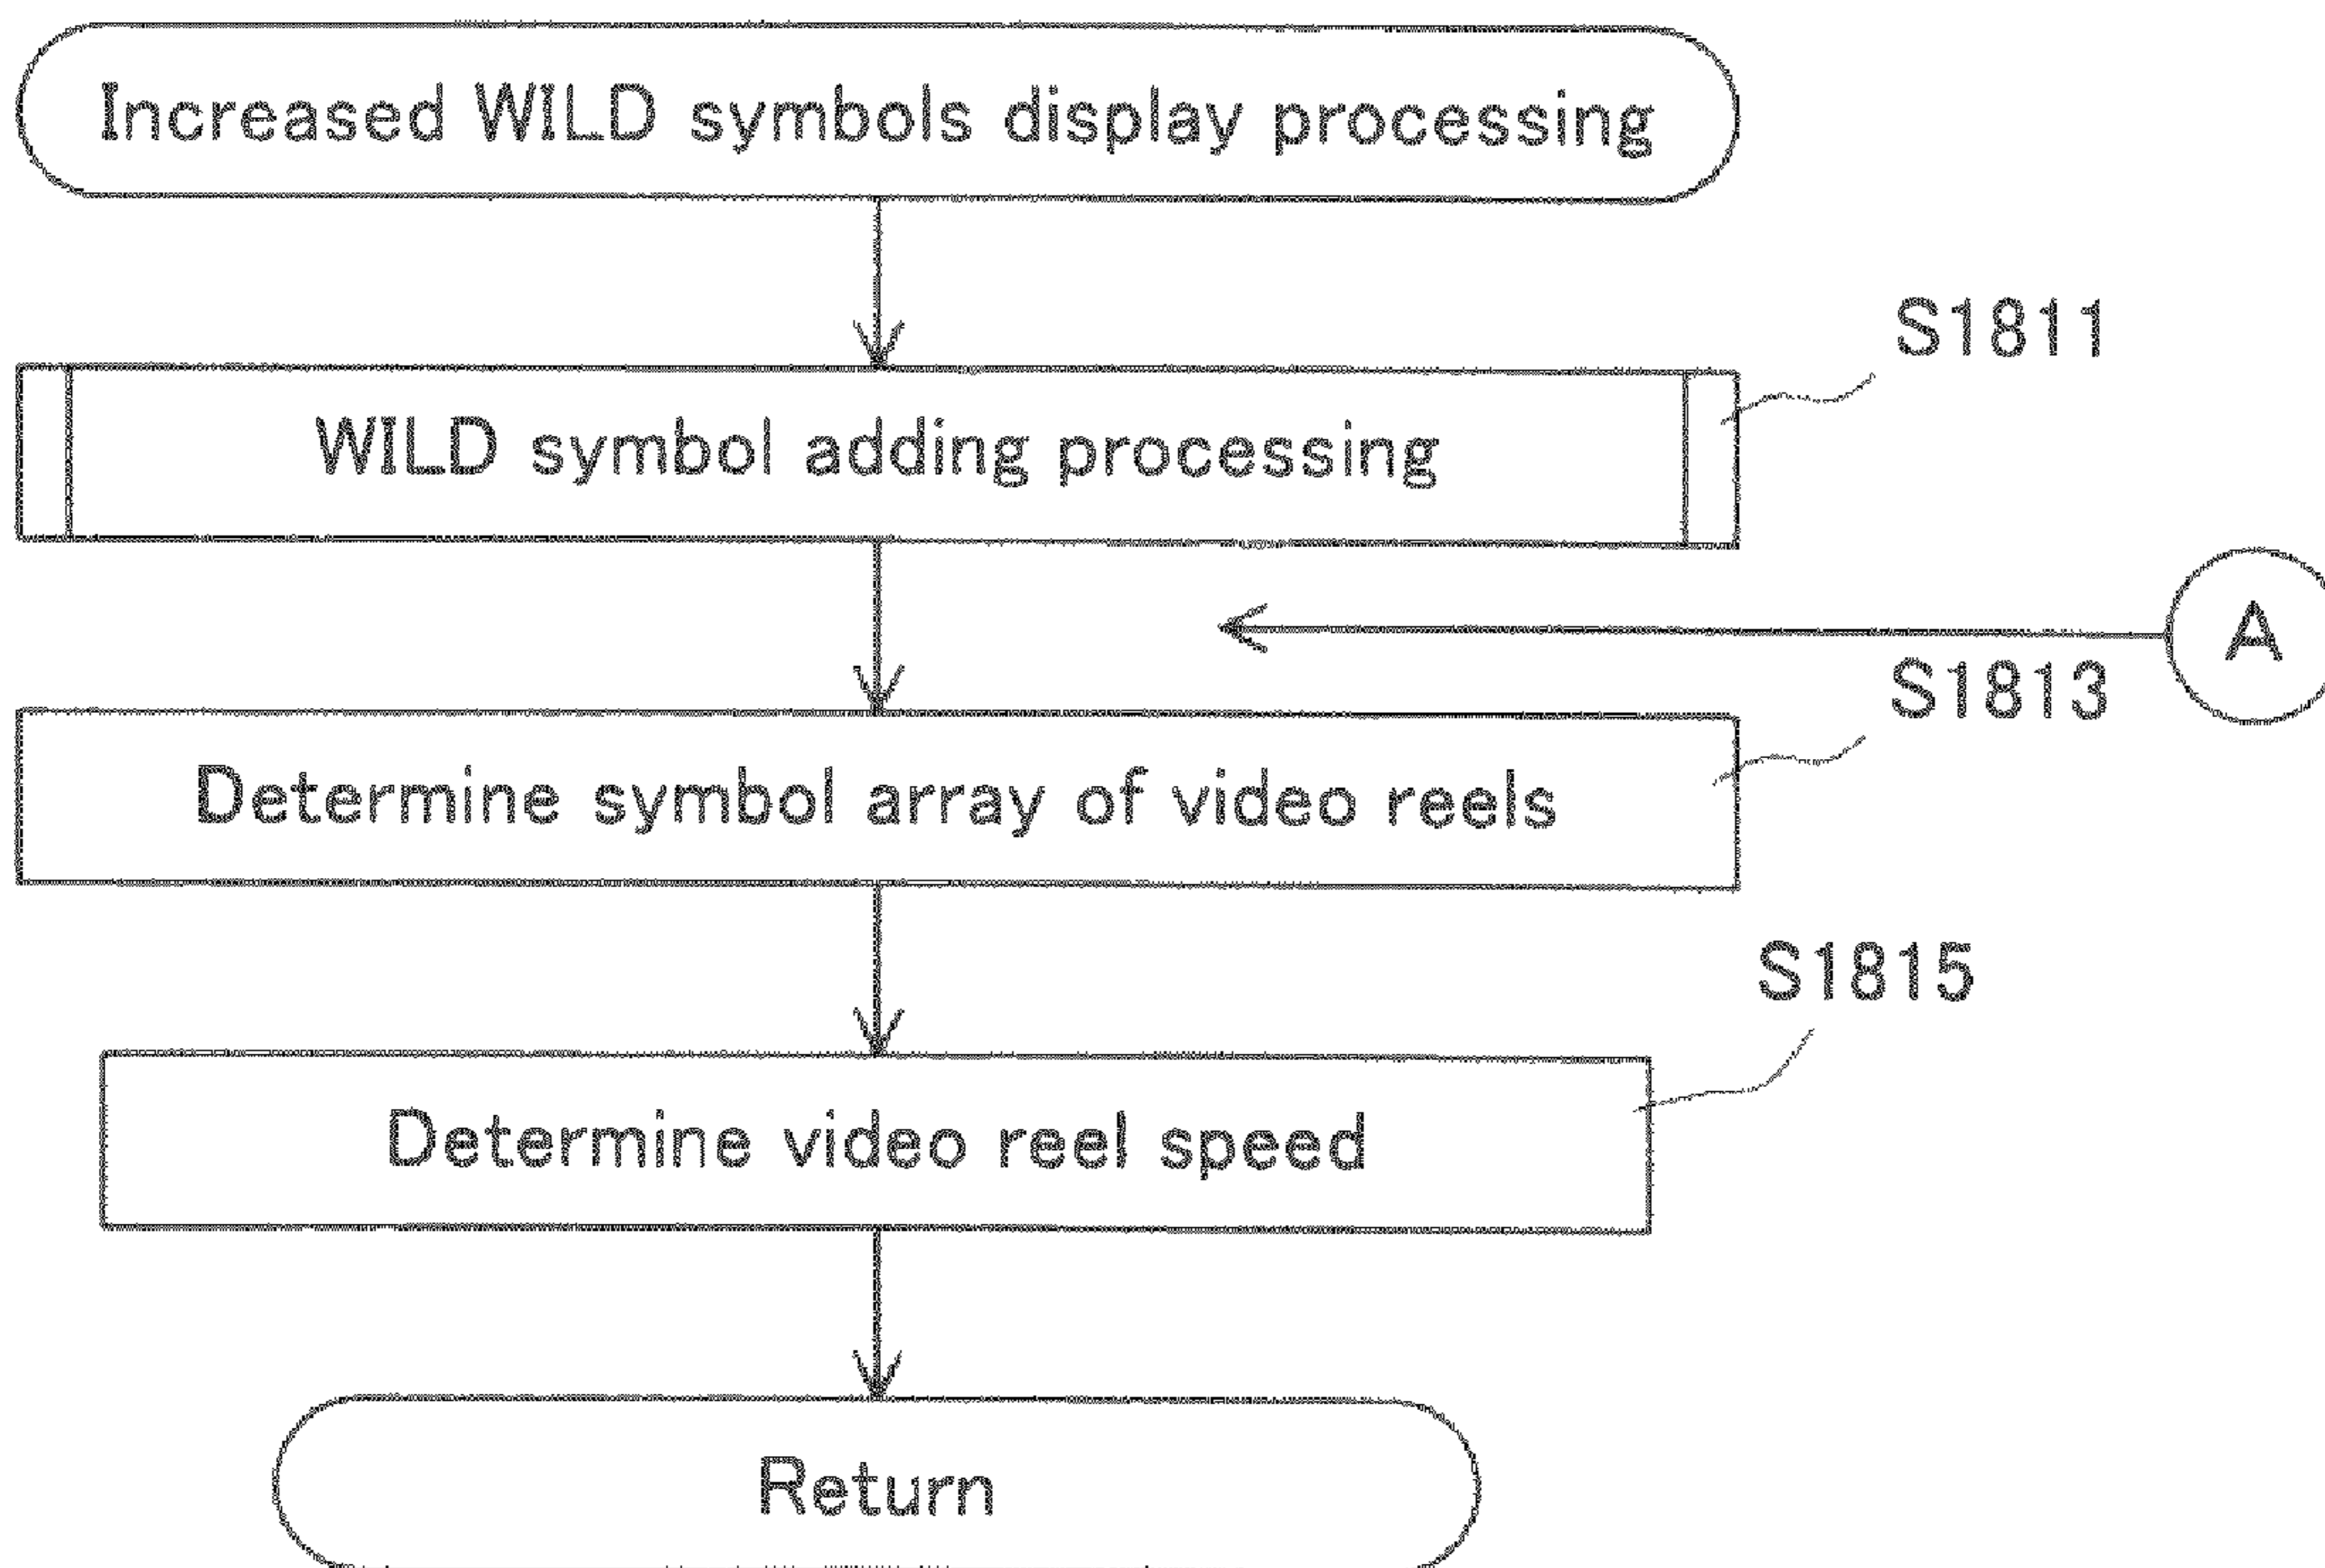 Increased WILD symbols display processing
S1811
WILD symbol adding processing
A
S1813
Determine symbol array of video reels
S1815
Determine video reel speed
Return